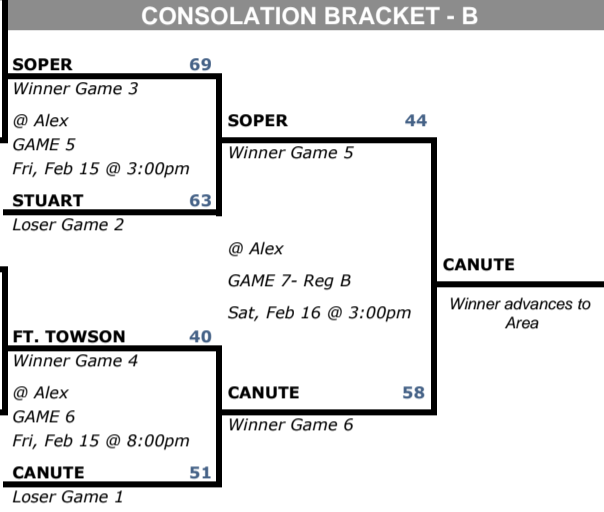 CONSOLATION BRACKET - B
SOPER 69
Winner Game 3
@ Alex
GAME 5
Fri, Feb 15 @ 3:00pm
STUART 63
Loser Game 2
SOPER 44
Winner Game 5
@ Alex
GAME 7- Reg B
Sat, Feb 16 @ 3:00pm
FT. TOWSON 40
Winner Game 4
@ Alex
GAME 6
Fri, Feb 15 @ 8:00pm
CANUTE 51
Loser Game 1
CANUTE 58
Winner Game 6
CANUTE
Winner advances to
Area